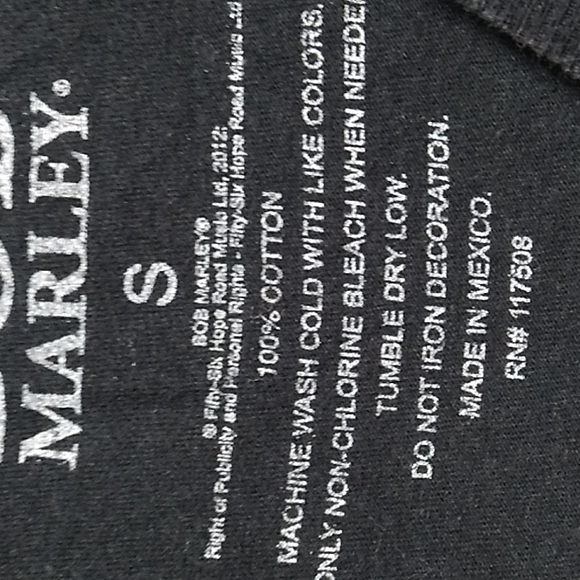 MARLEY®
S
BOB MARLEY®
© Fifty-Six Hope Road Music Ltd, 2012;
Right of Publicity and Personal Rights - Fifty-Six Hope Road Music Ltd
100% COTTON
MACHINE WASH COLD WITH LIKE COLORS.
ONLY NON-CHLORINE BLEACH WHEN NEEDED
TUMBLE DRY LOW.
DO NOT IRON DECORATION.
MADE IN MEXICO.
RN# 117508